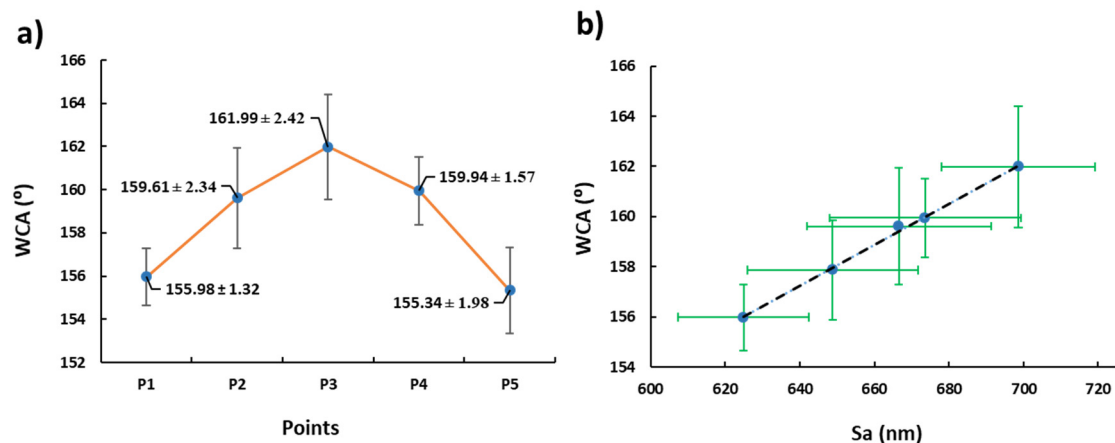 a)
166
164
162
160
158
156
154
152
WCA (º)
161.99 ± 2.42
159.61 ± 2.34
159.94 ± 1.57
155.98 ± 1.32
155.34 ± 1.98
P1 P2 P3 P4 P5
Points
b)
166
164
162
160
158
156
154
WCA (º)
600 620 640 660 680 700 720
Sa (nm)